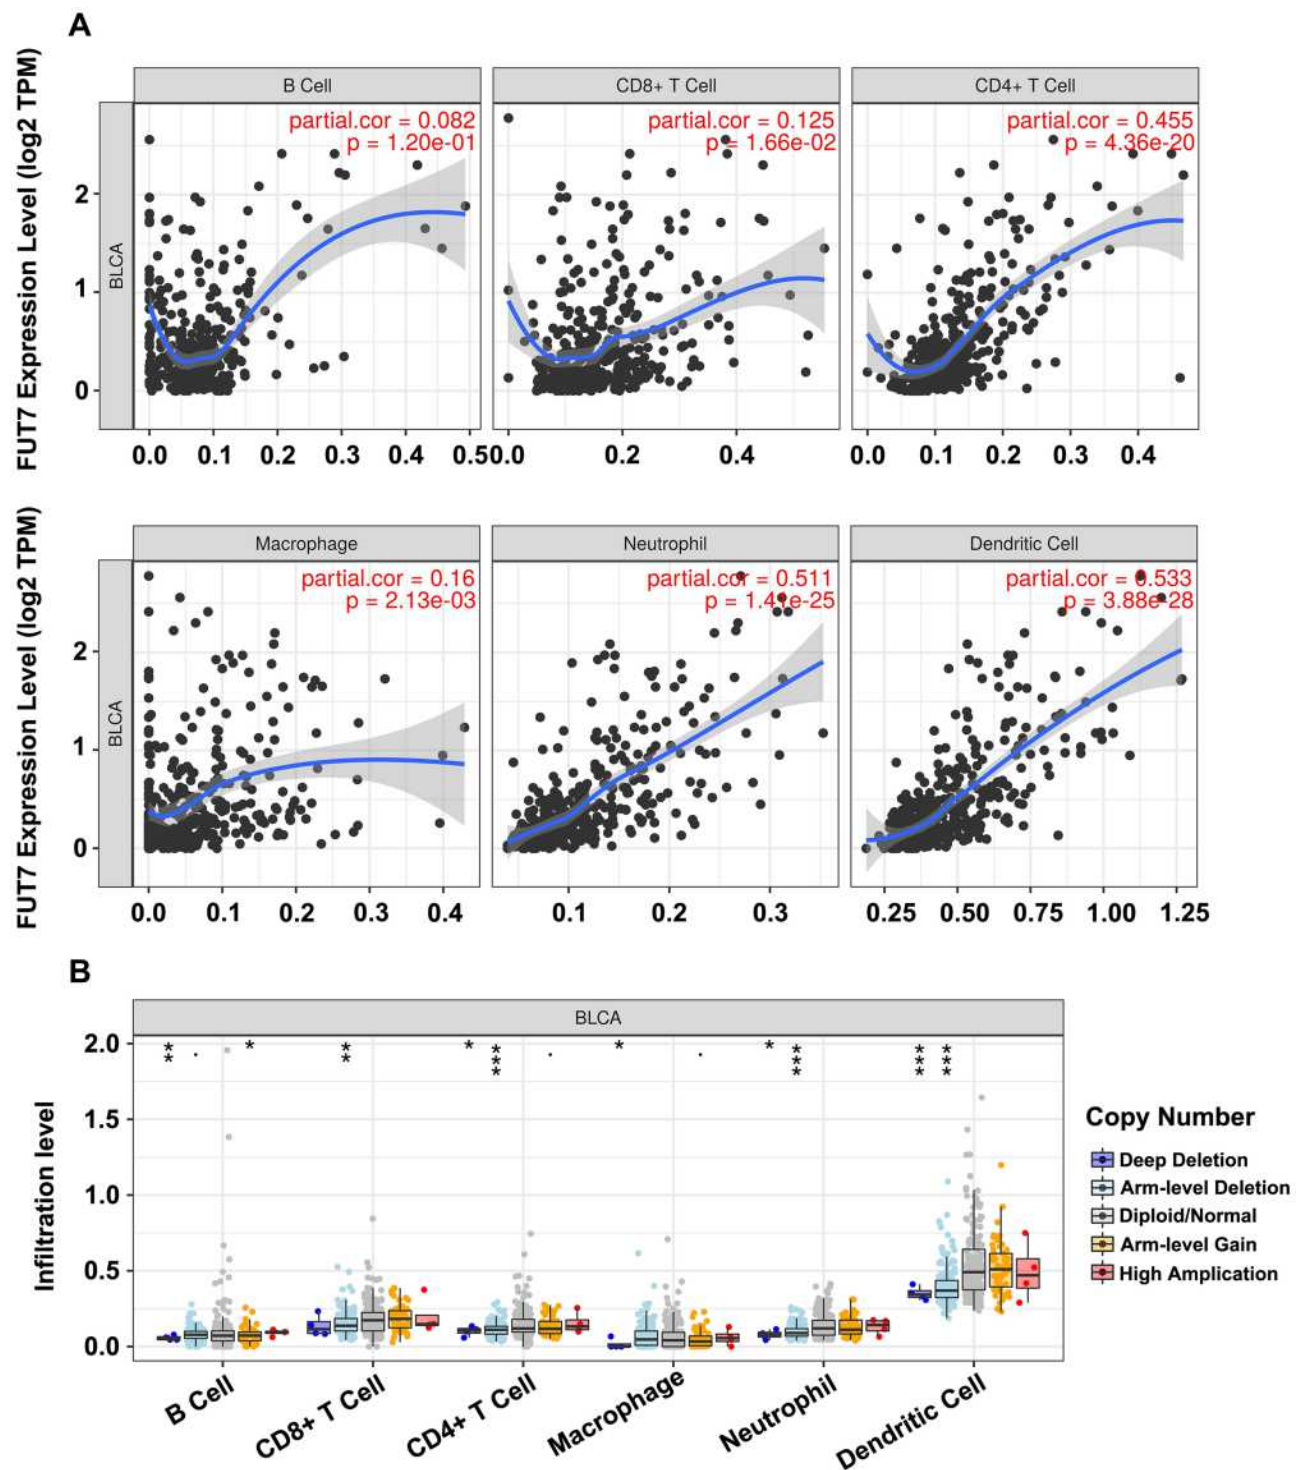 A
FUT7 Expression Level (log2 TPM)
BLCA
B Cell
CD8+ T Cell
CD4+ T Cell
partial.cor = 0.082
p = 1.20e-01
partial.cor = 0.125
p = 1.66e-02
partial.cor = 0.455
p = 4.36e-20
2
1
0
0.0 0.1 0.2 0.3 0.4 0.5
0.0 0.2 0.4
0.0 0.1 0.2 0.3 0.4
FUT7 Expression Level (log2 TPM)
BLCA
Macrophage
Neutrophil
Dendritic Cell
partial.cor = 0.16
p = 2.13e-03
partial.cor = 0.511
p = 1.41e-25
partial.cor = 0.533
p = 3.88e-28
2
1
0
0.0 0.1 0.2 0.3 0.4
0.1 0.2 0.3
0.25 0.50 0.75 1.00 1.25
B
BLCA
Infiltration level
2.0
1.5
1.0
0.5
0.0
** . * ** * *** . * . * *** *** ***
B Cell
CD8+ T Cell
CD4+ T Cell
Macrophage
Neutrophil
Dendritic Cell
Copy Number
Deep Deletion
Arm-level Deletion
Diploid/Normal
Arm-level Gain
High Amplication